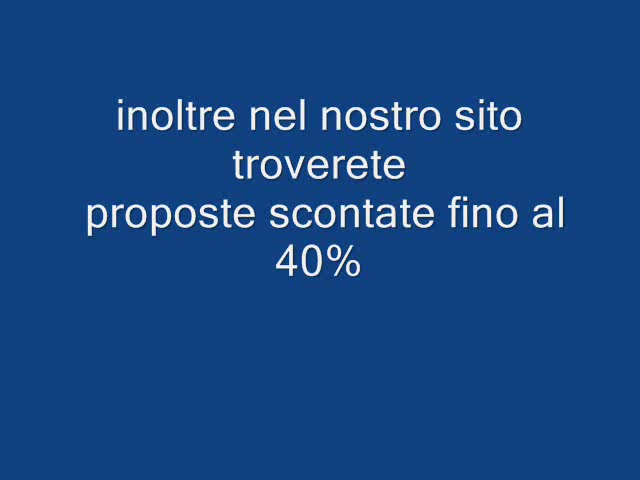 inoltre nel nostro sito
troverete
proposte scontate fino al
40%